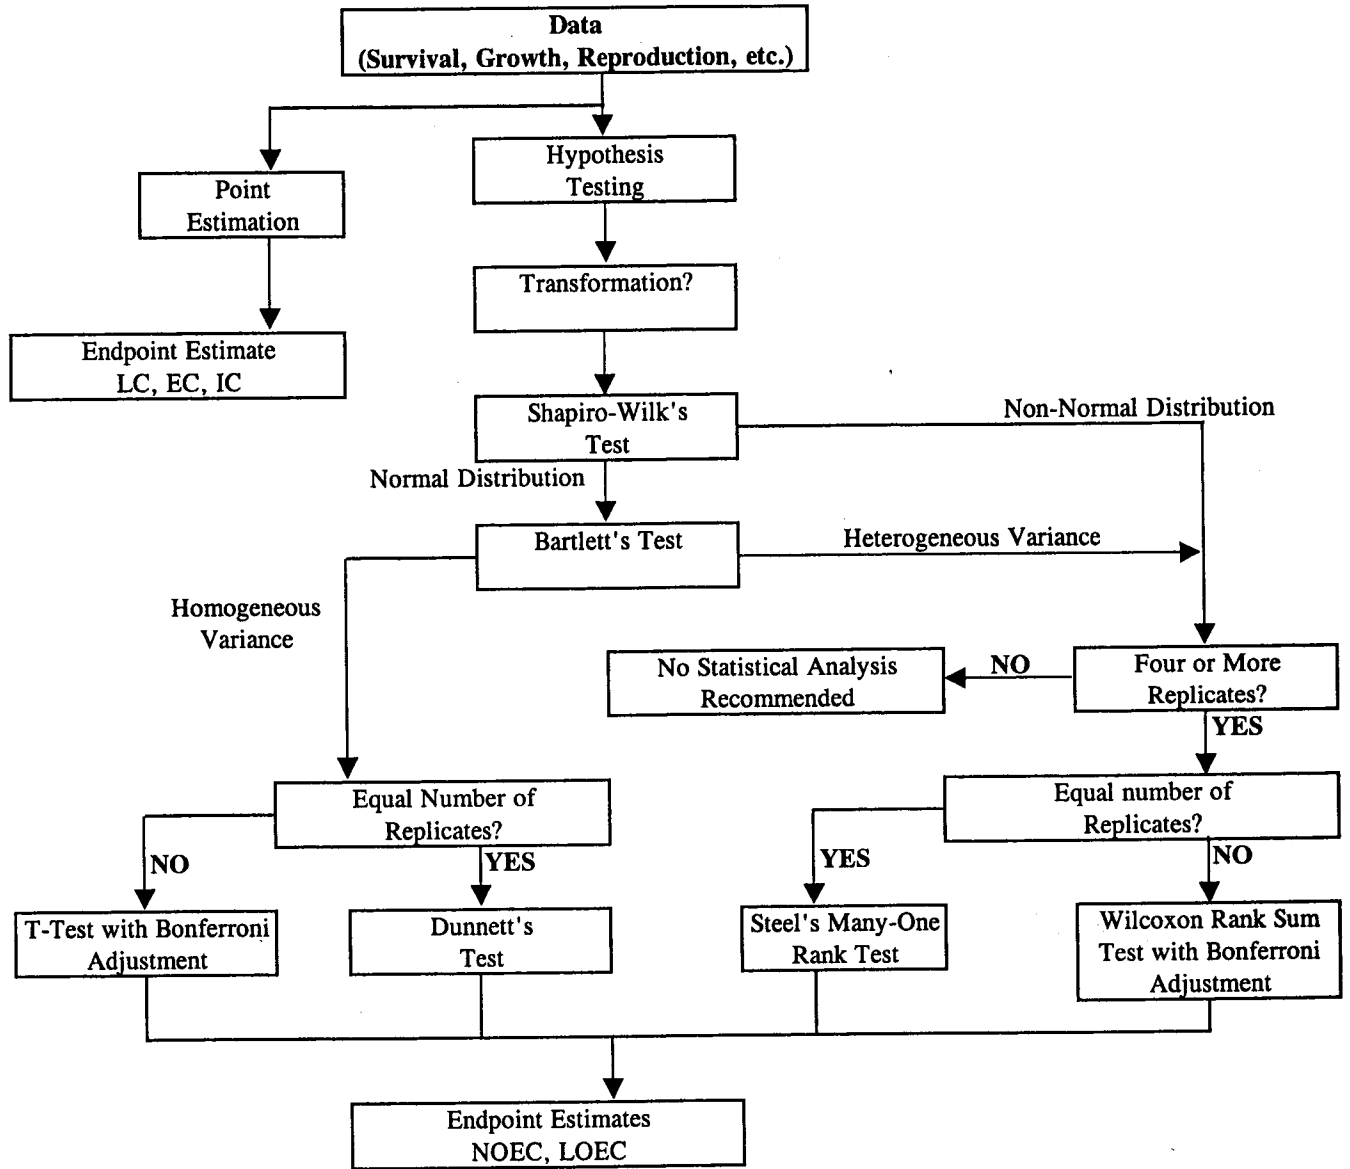 Data
(Survival, Growth, Reproduction, etc.)
Hypothesis
Testing
Point
Estimation
Transformation?
Endpoint Estimate
LC, EC, IC
Shapiro-Wilk's
Test
Non-Normal Distribution
Normal Distribution
Bartlett's Test
Heterogeneous Variance
Homogeneous
Variance
No Statistical Analysis
Recommended
NO
Four or More
Replicates?
YES
Equal Number of
Replicates?
Equal number of
Replicates?
NO
YES
YES
NO
T-Test with Bonferroni
Adjustment
Dunnett's
Test
Steel's Many-One
Rank Test
Wilcoxon Rank Sum
Test with Bonferroni
Adjustment
Endpoint Estimates
NOEC, LOEC